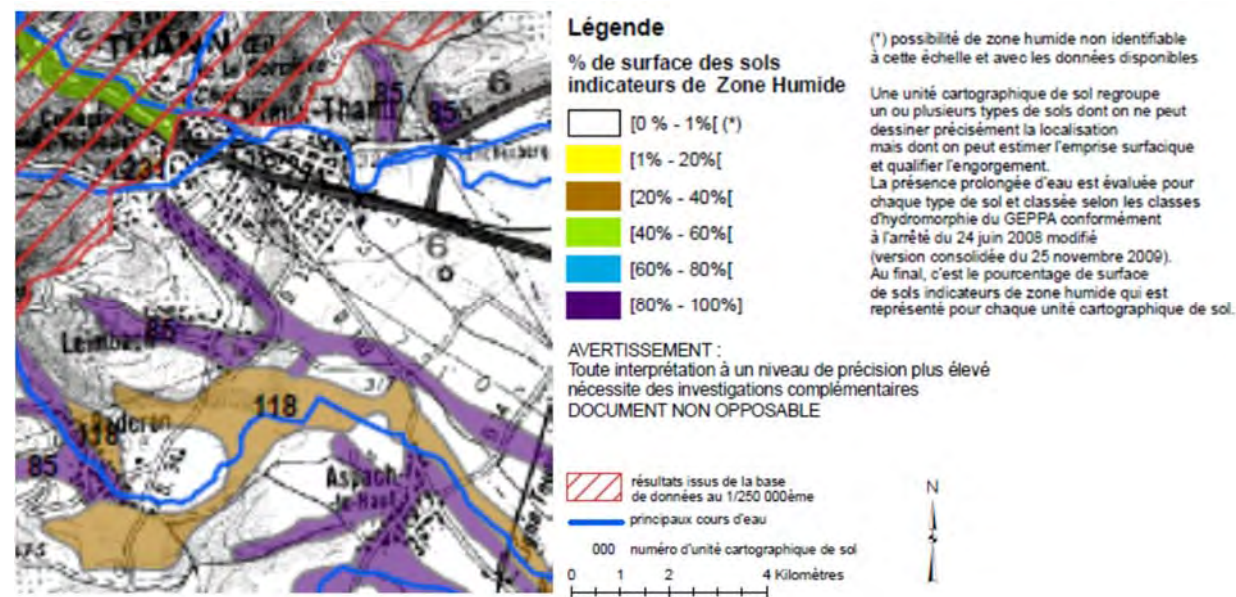 THANN
85
85
6
231
6
Leimbach
85
118
118
85
Aspach-
le-Haut
Légende
% de surface des sols
indicateurs de Zone Humide
[0 % - 1%[ (*)
[1% - 20%[
[20% - 40%[
[40% - 60%[
[60% - 80%[
[80% - 100%]
(*) possibilité de zone humide non identifiable
à cette échelle et avec les données disponibles
Une unité cartographique de sol regroupe
un ou plusieurs types de sols dont on ne peut
dessiner précisément la localisation
mais dont on peut estimer l'emprise surfacique
et qualifier l'engorgement.
La présence prolongée d'eau est évaluée pour
chaque type de sol et classée selon les classes
d'hydromorphie du GEPPA conformément
à l'arrêté du 24 juin 2008 modifié
(version consolidée du 25 novembre 2009).
Au final, c'est le pourcentage de surface
de sols indicateurs de zone humide qui est
représenté pour chaque unité cartographique de sol.
AVERTISSEMENT :
Toute interprétation à un niveau de précision plus élevé
nécessite des investigations complémentaires
DOCUMENT NON OPPOSABLE
résultats issus de la base
de données au 1/250 000ème
principaux cours d'eau
000 numéro d'unité cartographique de sol
0 1 2 4 Kilomètres
N